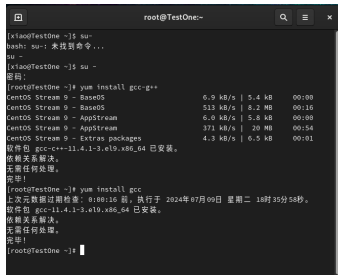 root@TestOne:~
[xiao@TestOne ~]$ su-
bash: su-: 未找到命令...
su -
[xiao@TestOne ~]$ su -
密码：
[root@TestOne ~]# yum install gcc-g++
CentOS Stream 9 - BaseOS 6.9 kB/s | 5.4 kB 00:00
CentOS Stream 9 - BaseOS 513 kB/s | 8.2 MB 00:16
CentOS Stream 9 - AppStream 6.0 kB/s | 5.8 kB 00:00
CentOS Stream 9 - AppStream 371 kB/s | 20 MB 00:54
CentOS Stream 9 - Extras packages 4.3 kB/s | 6.5 kB 00:01
软件包 gcc-c++-11.4.1-3.el9.x86_64 已安装。
依赖关系解决。
无需任何处理。
完毕！
[root@TestOne ~]# yum install gcc
上次元数据过期检查：0:00:16 前，执行于 2024年07月09日 星期二 18时35分58秒。
软件包 gcc-11.4.1-3.el9.x86_64 已安装。
依赖关系解决。
无需任何处理。
完毕！
[root@TestOne ~]#